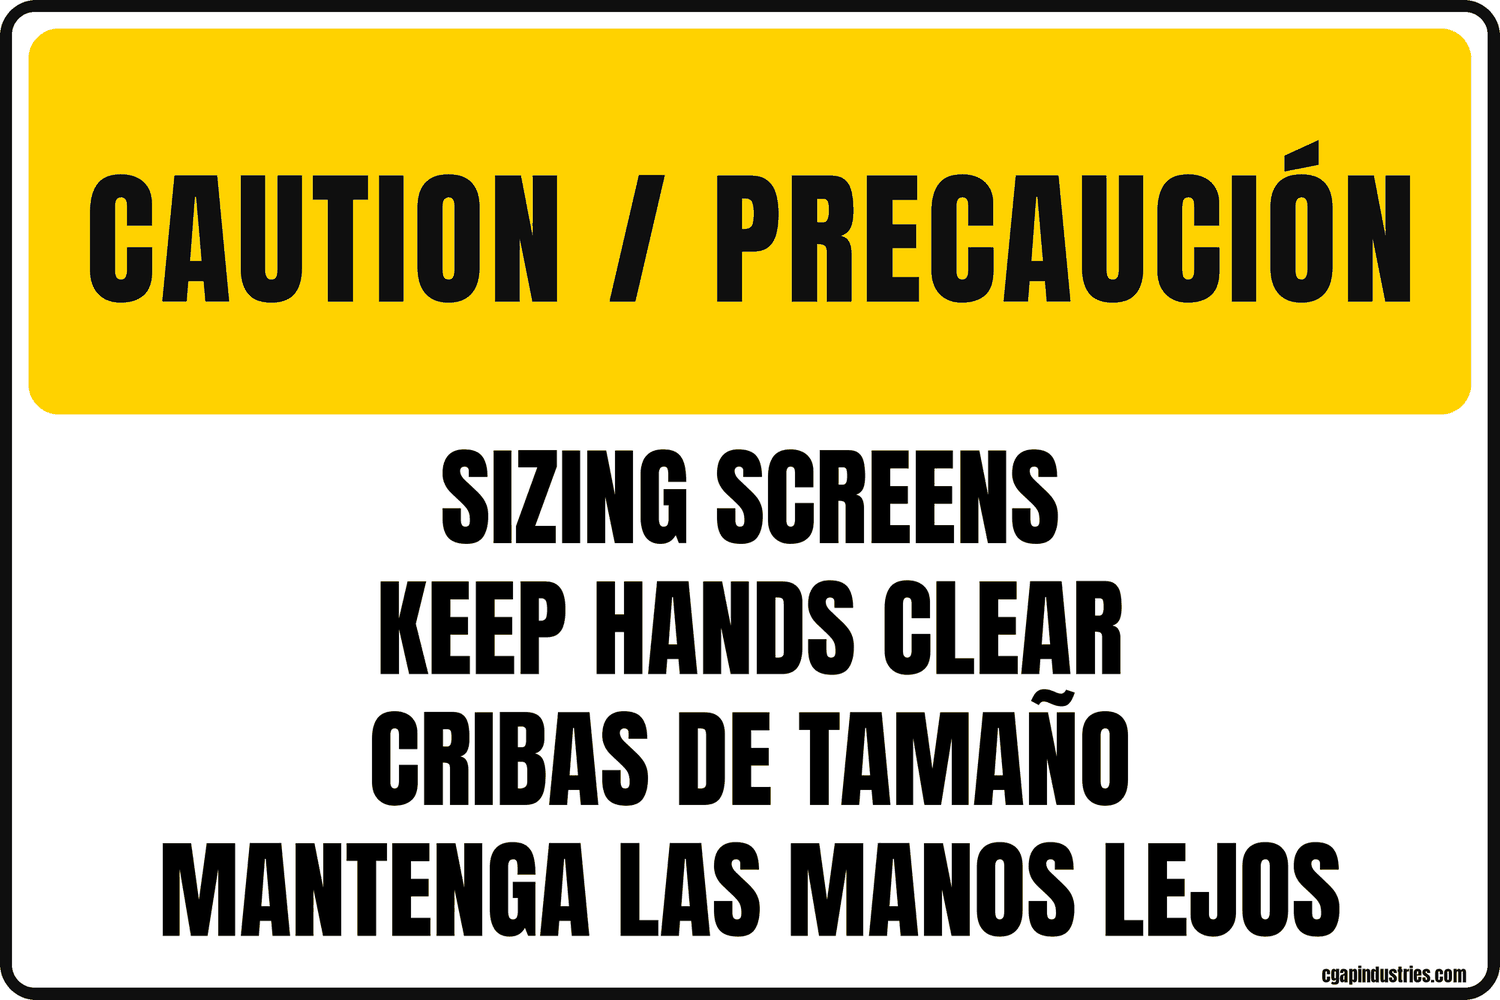 CAUTION / PRECAUCIÓN
SIZING SCREENS
KEEP HANDS CLEAR
CRIBAS DE TAMAÑO
MANTENGA LAS MANOS LEJOS
cgapindustries.com